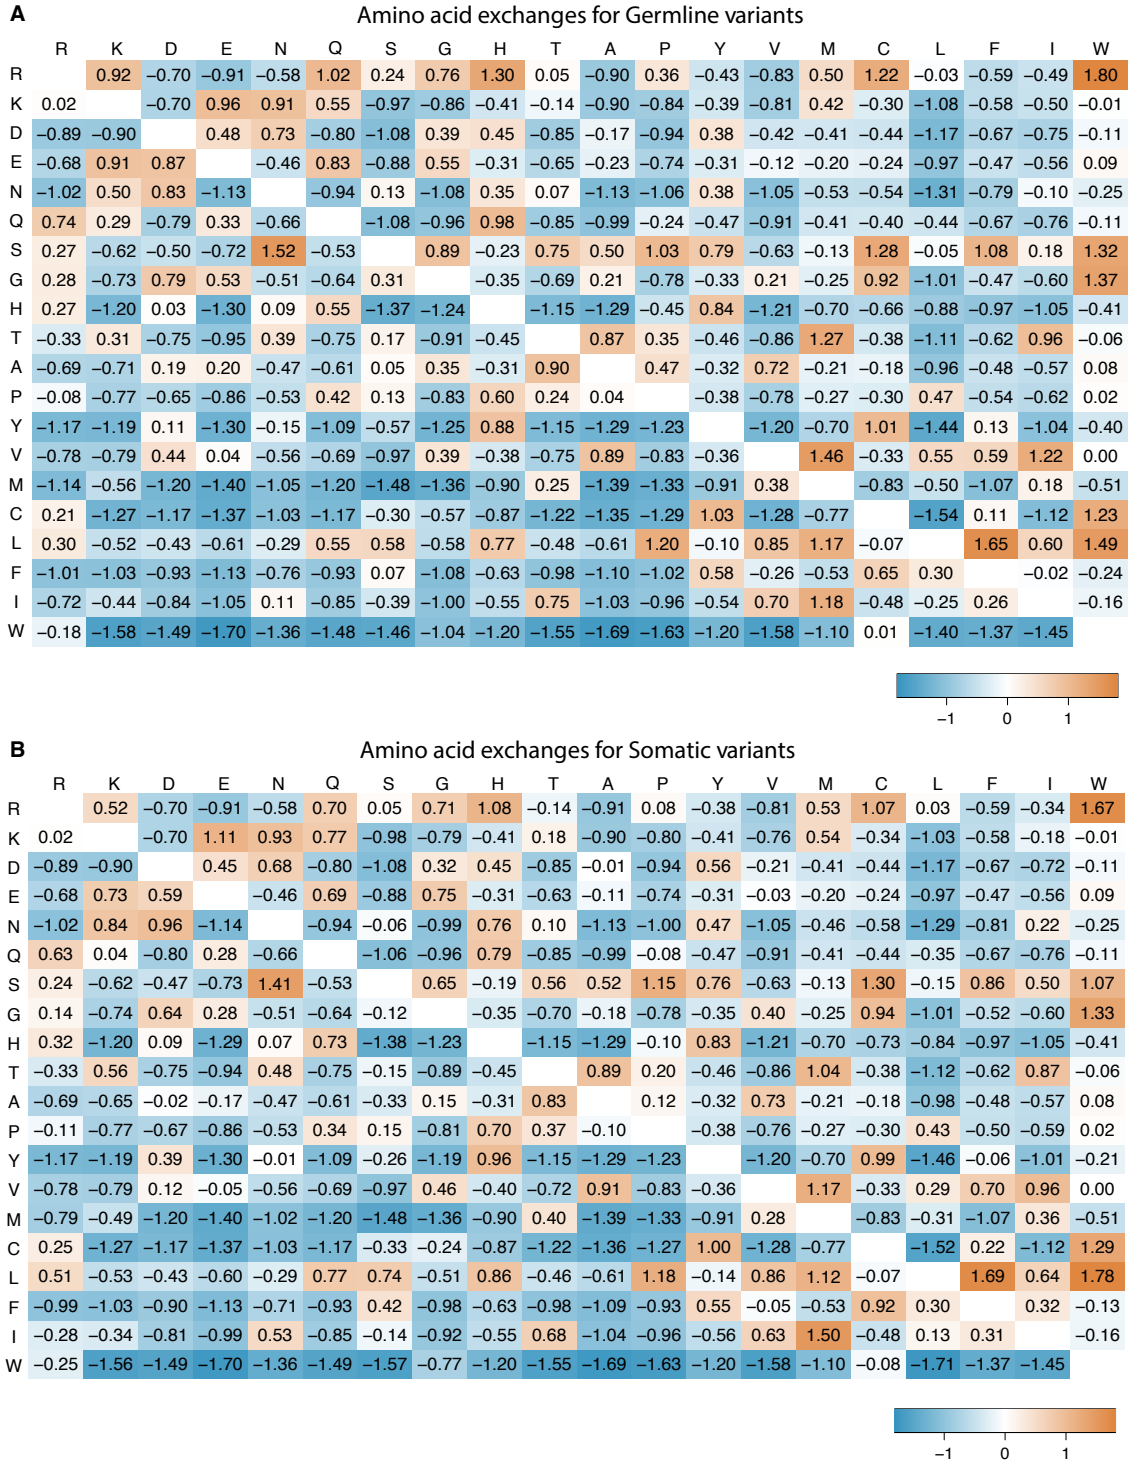 A Amino acid exchanges for Germline variants
R K D E N Q S G H T A P Y V M C L F I W
R 0.92 −0.70 −0.91 −0.58 1.02 0.24 0.76 1.30 0.05 −0.90 0.36 −0.43 −0.83 0.50 1.22 −0.03 −0.59 −0.49 1.80
K 0.02 −0.70 0.96 0.91 0.55 −0.97 −0.86 −0.41 −0.14 −0.90 −0.84 −0.39 −0.81 0.42 −0.30 −1.08 −0.58 −0.50 −0.01
D −0.89 −0.90 0.48 0.73 −0.80 −1.08 0.39 0.45 −0.85 −0.17 −0.94 0.38 −0.42 −0.41 −0.44 −1.17 −0.67 −0.75 −0.11
E −0.68 0.91 0.87 −0.46 0.83 −0.88 0.55 −0.31 −0.65 −0.23 −0.74 −0.31 −0.12 −0.20 −0.24 −0.97 −0.47 −0.56 0.09
N −1.02 0.50 0.83 −1.13 −0.94 0.13 −1.08 0.35 0.07 −1.13 −1.06 0.38 −1.05 −0.53 −0.54 −1.31 −0.79 −0.10 −0.25
Q 0.74 0.29 −0.79 0.33 −0.66 −1.08 −0.96 0.98 −0.85 −0.99 −0.24 −0.47 −0.91 −0.41 −0.40 −0.44 −0.67 −0.76 −0.11
S 0.27 −0.62 −0.50 −0.72 1.52 −0.53 0.89 −0.23 0.75 0.50 1.03 0.79 −0.63 −0.13 1.28 −0.05 1.08 0.18 1.32
G 0.28 −0.73 0.79 0.53 −0.51 −0.64 0.31 −0.35 −0.69 0.21 −0.78 −0.33 0.21 −0.25 0.92 −1.01 −0.47 −0.60 1.37
H 0.27 −1.20 0.03 −1.30 0.09 0.55 −1.37 −1.24 −1.15 −1.29 −0.45 0.84 −1.21 −0.70 −0.66 −0.88 −0.97 −1.05 −0.41
T −0.33 0.31 −0.75 −0.95 0.39 −0.75 0.17 −0.91 −0.45 0.87 0.35 −0.46 −0.86 1.27 −0.38 −1.11 −0.62 0.96 −0.06
A −0.69 −0.71 0.19 0.20 −0.47 −0.61 0.05 0.35 −0.31 0.90 0.47 −0.32 0.72 −0.21 −0.18 −0.96 −0.48 −0.57 0.08
P −0.08 −0.77 −0.65 −0.86 −0.53 0.42 0.13 −0.83 0.60 0.24 0.04 −0.38 −0.78 −0.27 −0.30 0.47 −0.54 −0.62 0.02
Y −1.17 −1.19 0.11 −1.30 −0.15 −1.09 −0.57 −1.25 0.88 −1.15 −1.29 −1.23 −1.20 −0.70 1.01 −1.44 0.13 −1.04 −0.40
V −0.78 −0.79 0.44 0.04 −0.56 −0.69 −0.97 0.39 −0.38 −0.75 0.89 −0.83 −0.36 1.46 −0.33 0.55 0.59 1.22 0.00
M −1.14 −0.56 −1.20 −1.40 −1.05 −1.20 −1.48 −1.36 −0.90 0.25 −1.39 −1.33 −0.91 0.38 −0.83 −0.50 −1.07 0.18 −0.51
C 0.21 −1.27 −1.17 −1.37 −1.03 −1.17 −0.30 −0.57 −0.87 −1.22 −1.35 −1.29 1.03 −1.28 −0.77 −1.54 0.11 −1.12 1.23
L 0.30 −0.52 −0.43 −0.61 −0.29 0.55 0.58 −0.58 0.77 −0.48 −0.61 1.20 −0.10 0.85 1.17 −0.07 1.65 0.60 1.49
F −1.01 −1.03 −0.93 −1.13 −0.76 −0.93 0.07 −1.08 −0.63 −0.98 −1.10 −1.02 0.58 −0.26 −0.53 0.65 0.30 −0.02 −0.24
I −0.72 −0.44 −0.84 −1.05 0.11 −0.85 −0.39 −1.00 −0.55 0.75 −1.03 −0.96 −0.54 0.70 1.18 −0.48 −0.25 0.26 −0.16
W −0.18 −1.58 −1.49 −1.70 −1.36 −1.48 −1.46 −1.04 −1.20 −1.55 −1.69 −1.63 −1.20 −1.58 −1.10 0.01 −1.40 −1.37 −1.45
−1 0 1
B Amino acid exchanges for Somatic variants
R K D E N Q S G H T A P Y V M C L F I W
R 0.52 −0.70 −0.91 −0.58 0.70 0.05 0.71 1.08 −0.14 −0.91 0.08 −0.38 −0.81 0.53 1.07 0.03 −0.59 −0.34 1.67
K 0.02 −0.70 1.11 0.93 0.77 −0.98 −0.79 −0.41 0.18 −0.90 −0.80 −0.41 −0.76 0.54 −0.34 −1.03 −0.58 −0.18 −0.01
D −0.89 −0.90 0.45 0.68 −0.80 −1.08 0.32 0.45 −0.85 −0.01 −0.94 0.56 −0.21 −0.41 −0.44 −1.17 −0.67 −0.72 −0.11
E −0.68 0.73 0.59 −0.46 0.69 −0.88 0.75 −0.31 −0.63 −0.11 −0.74 −0.31 −0.03 −0.20 −0.24 −0.97 −0.47 −0.56 0.09
N −1.02 0.84 0.96 −1.14 −0.94 −0.06 −0.99 0.76 0.10 −1.13 −1.00 0.47 −1.05 −0.46 −0.58 −1.29 −0.81 0.22 −0.25
Q 0.63 0.04 −0.80 0.28 −0.66 −1.06 −0.96 0.79 −0.85 −0.99 −0.08 −0.47 −0.91 −0.41 −0.44 −0.35 −0.67 −0.76 −0.11
S 0.24 −0.62 −0.47 −0.73 1.41 −0.53 0.65 −0.19 0.56 0.52 1.15 0.76 −0.63 −0.13 1.30 −0.15 0.86 0.50 1.07
G 0.14 −0.74 0.64 0.28 −0.51 −0.64 −0.12 −0.35 −0.70 −0.18 −0.78 −0.35 0.40 −0.25 0.94 −1.01 −0.52 −0.60 1.33
H 0.32 −1.20 0.09 −1.29 0.07 0.73 −1.38 −1.23 −1.15 −1.29 −0.10 0.83 −1.21 −0.70 −0.73 −0.84 −0.97 −1.05 −0.41
T −0.33 0.56 −0.75 −0.94 0.48 −0.75 −0.15 −0.89 −0.45 0.89 0.20 −0.46 −0.86 1.04 −0.38 −1.12 −0.62 0.87 −0.06
A −0.69 −0.65 −0.02 −0.17 −0.47 −0.61 −0.33 0.15 −0.31 0.83 0.12 −0.32 0.73 −0.21 −0.18 −0.98 −0.48 −0.57 0.08
P −0.11 −0.77 −0.67 −0.86 −0.53 0.34 0.15 −0.81 0.70 0.37 −0.10 −0.38 −0.76 −0.27 −0.30 0.43 −0.50 −0.59 0.02
Y −1.17 −1.19 0.39 −1.30 −0.01 −1.09 −0.26 −1.19 0.96 −1.15 −1.29 −1.23 −1.20 −0.70 0.99 −1.46 −0.06 −1.01 −0.21
V −0.78 −0.79 0.12 −0.05 −0.56 −0.69 −0.97 0.46 −0.40 −0.72 0.91 −0.83 −0.36 1.17 −0.33 0.29 0.70 0.96 0.00
M −0.79 −0.49 −1.20 −1.40 −1.02 −1.20 −1.48 −1.36 −0.90 0.40 −1.39 −1.33 −0.91 0.28 −0.83 −0.31 −1.07 0.36 −0.51
C 0.25 −1.27 −1.17 −1.37 −1.03 −1.17 −0.33 −0.24 −0.87 −1.22 −1.36 −1.27 1.00 −1.28 −0.77 −1.52 0.22 −1.12 1.29
L 0.51 −0.53 −0.43 −0.60 −0.29 0.77 0.74 −0.51 0.86 −0.46 −0.61 1.18 −0.14 0.86 1.12 −0.07 1.69 0.64 1.78
F −0.99 −1.03 −0.90 −1.13 −0.71 −0.93 0.42 −0.98 −0.63 −0.98 −1.09 −0.93 0.55 −0.05 −0.53 0.92 0.30 0.32 −0.13
I −0.28 −0.34 −0.81 −0.99 0.53 −0.85 −0.14 −0.92 −0.55 0.68 −1.04 −0.96 −0.56 0.63 1.50 −0.48 0.13 0.31 −0.16
W −0.25 −1.56 −1.49 −1.70 −1.36 −1.49 −1.57 −0.77 −1.20 −1.55 −1.69 −1.63 −1.20 −1.58 −1.10 −0.08 −1.71 −1.37 −1.45
−1 0 1